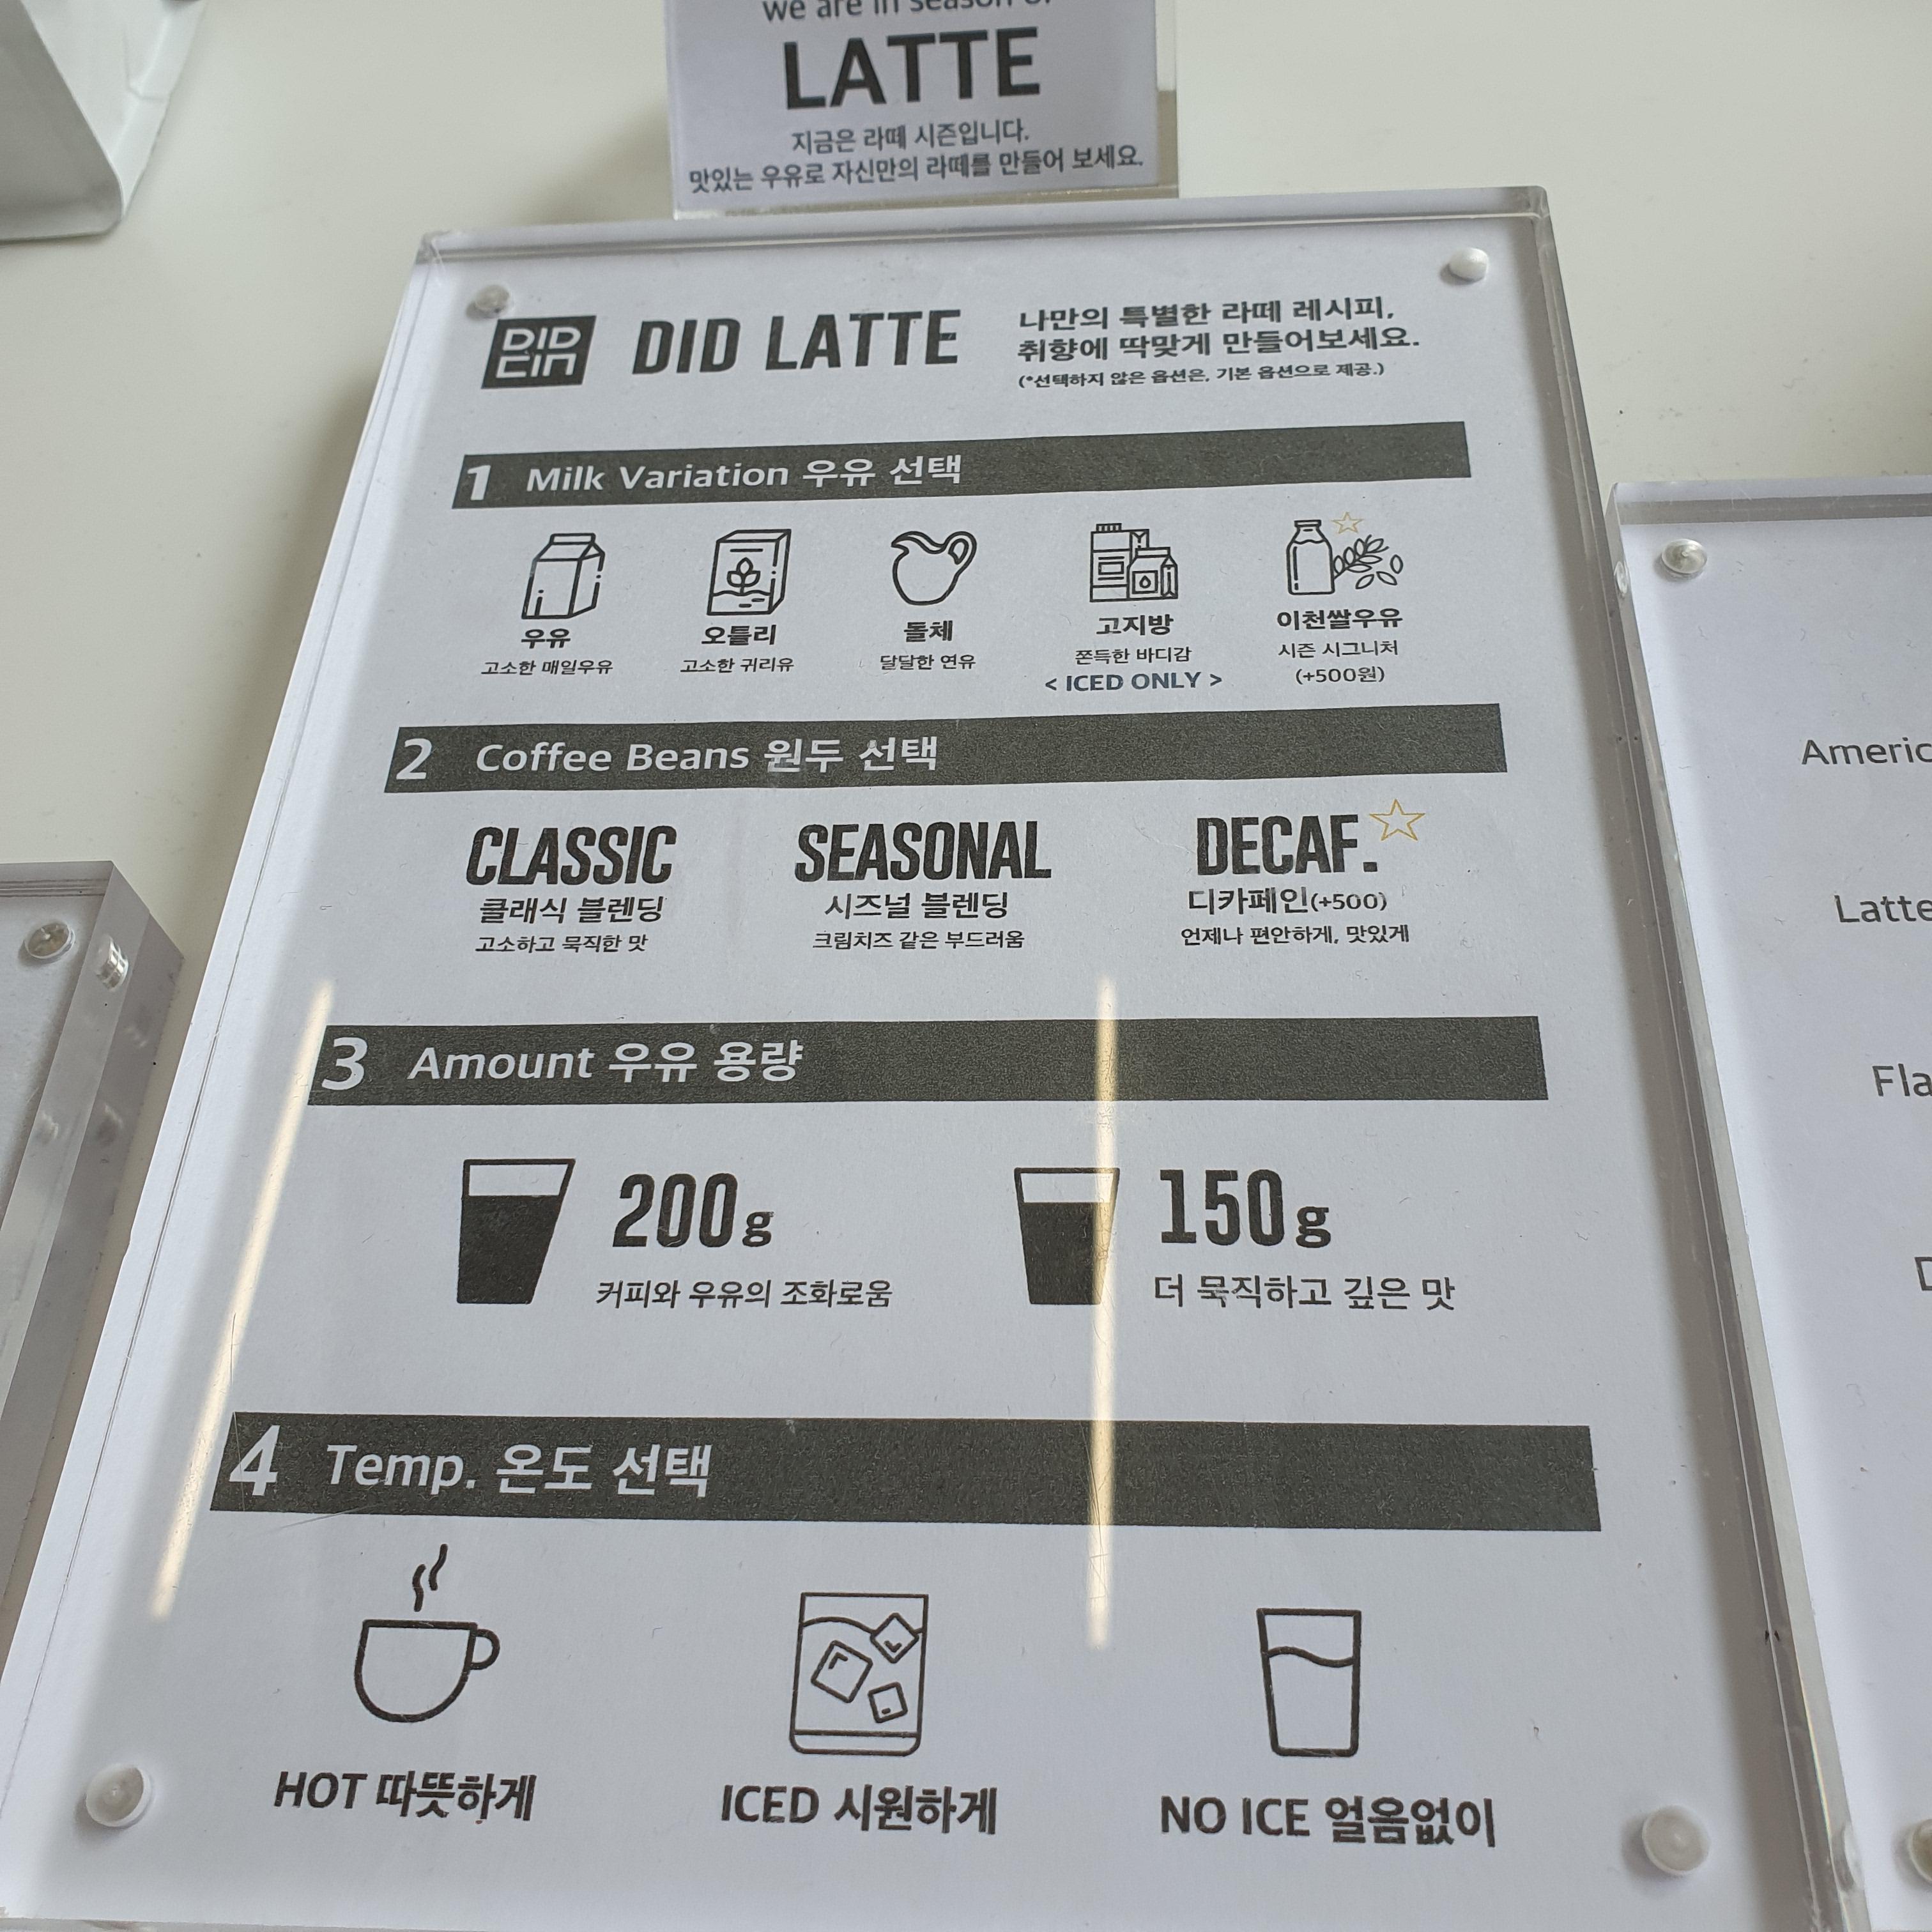 we are in season of
LATTE
지금은 라떼 시즌입니다.
맛있는 우유로 자신만의 라떼를 만들어 보세요.
DID
DID LATTE
나만의 특별한 라떼 레시피,
취향에 딱맞게 만들어보세요.
(*선택하지 않은 옵션은, 기본 옵션으로 제공.)
1 Milk Variation 우유 선택
우유
고소한 매일우유
오틀리
고소한 귀리유
돌체
달달한 연유
고지방
쫀득한 바디감
< ICED ONLY >
이천쌀우유
시즌 시그니처
(+500원)
2 Coffee Beans 원두 선택
CLASSIC
클래식 블렌딩
고소하고 묵직한 맛
SEASONAL
시즈널 블렌딩
크림치즈 같은 부드러움
DECAF.
디카페인(+500)
언제나 편안하게, 맛있게
3 Amount 우유 용량
200g
커피와 우유의 조화로움
150g
더 묵직하고 깊은 맛
4 Temp. 온도 선택
HOT 따뜻하게
ICED 시원하게
NO ICE 얼음없이
Americ
Latte
Fla